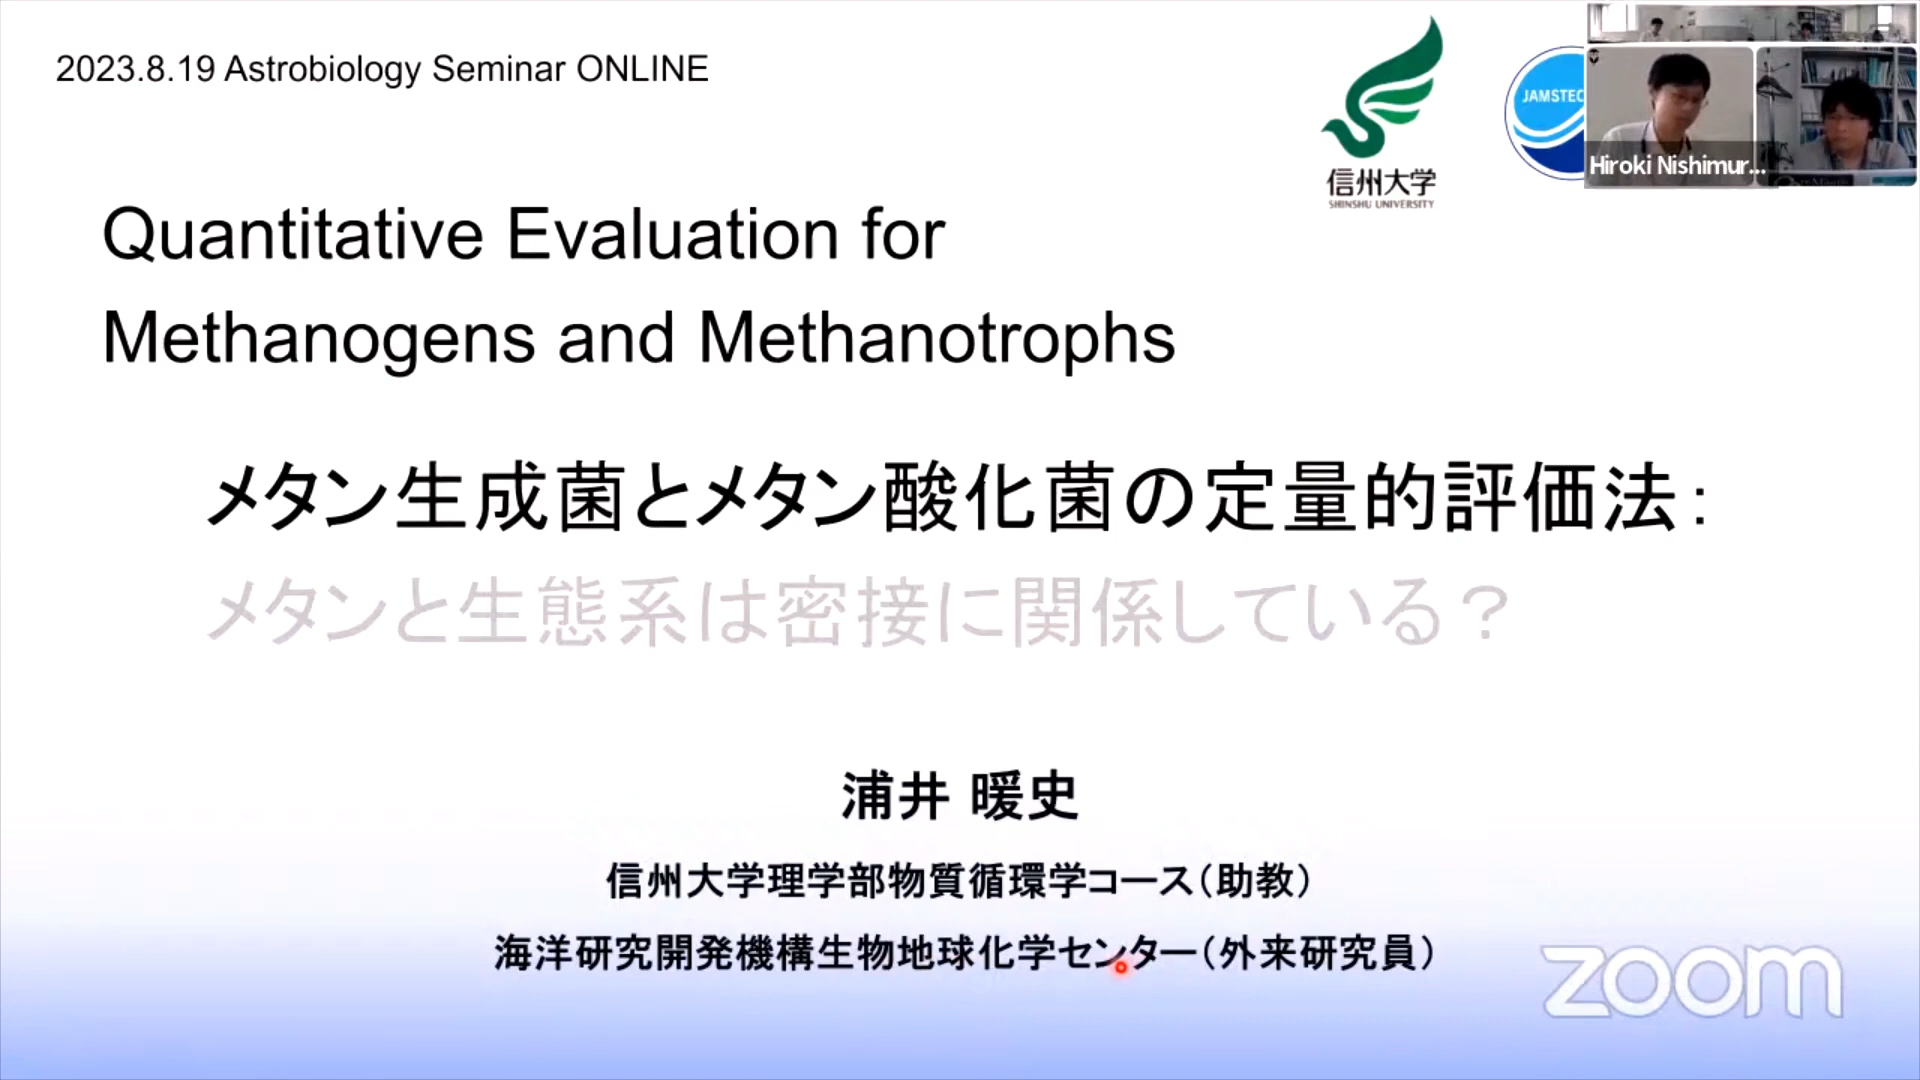 2023.8.19 Astrobiology Seminar ONLINE
信州大学
SHINSHU UNIVERSITY
JAMSTEC
Hiroki Nishimur...
Quantitative Evaluation for
Methanogens and Methanotrophs
メタン生成菌とメタン酸化菌の定量的評価法：
メタンと生態系は密接に関係している？
浦井 暖史
信州大学理学部物質循環学コース（助教）
海洋研究開発機構生物地球化学センター（外来研究員）
zoom